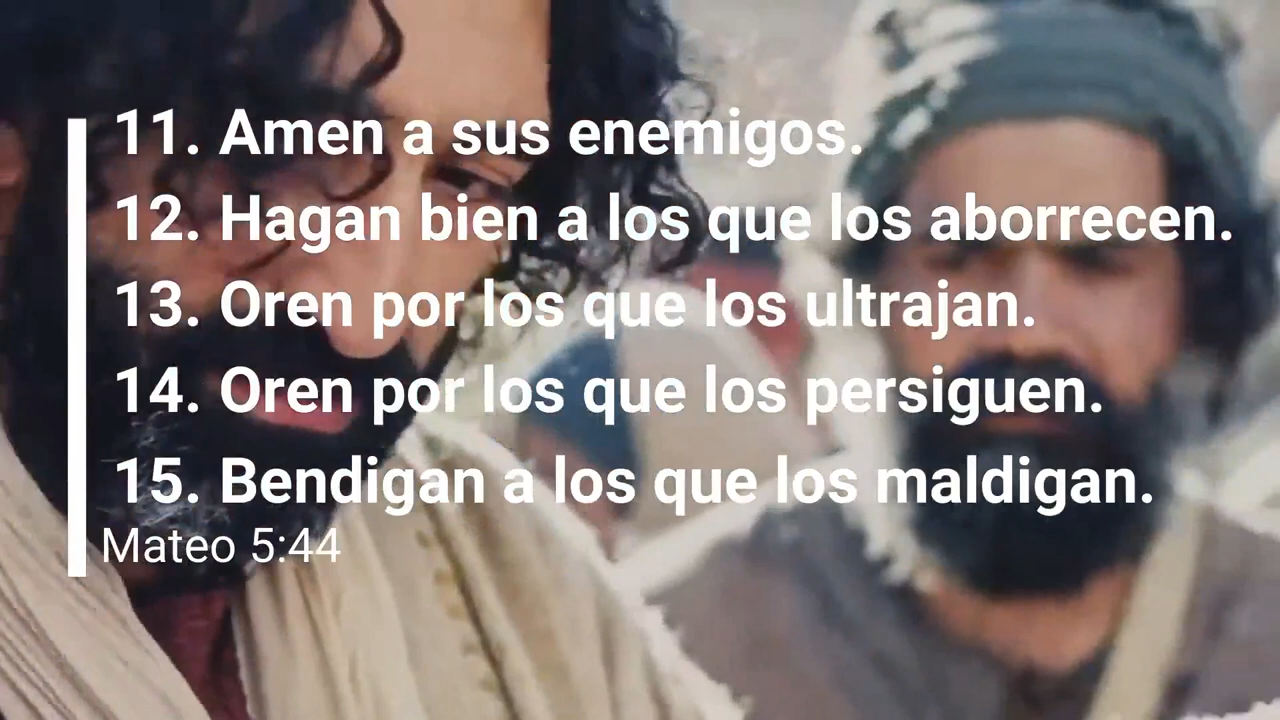 11. Amen a sus enemigos.
12. Hagan bien a los que los aborrecen.
13. Oren por los que los ultrajan.
14. Oren por los que los persiguen.
15. Bendigan a los que los maldigan.
Mateo 5:44